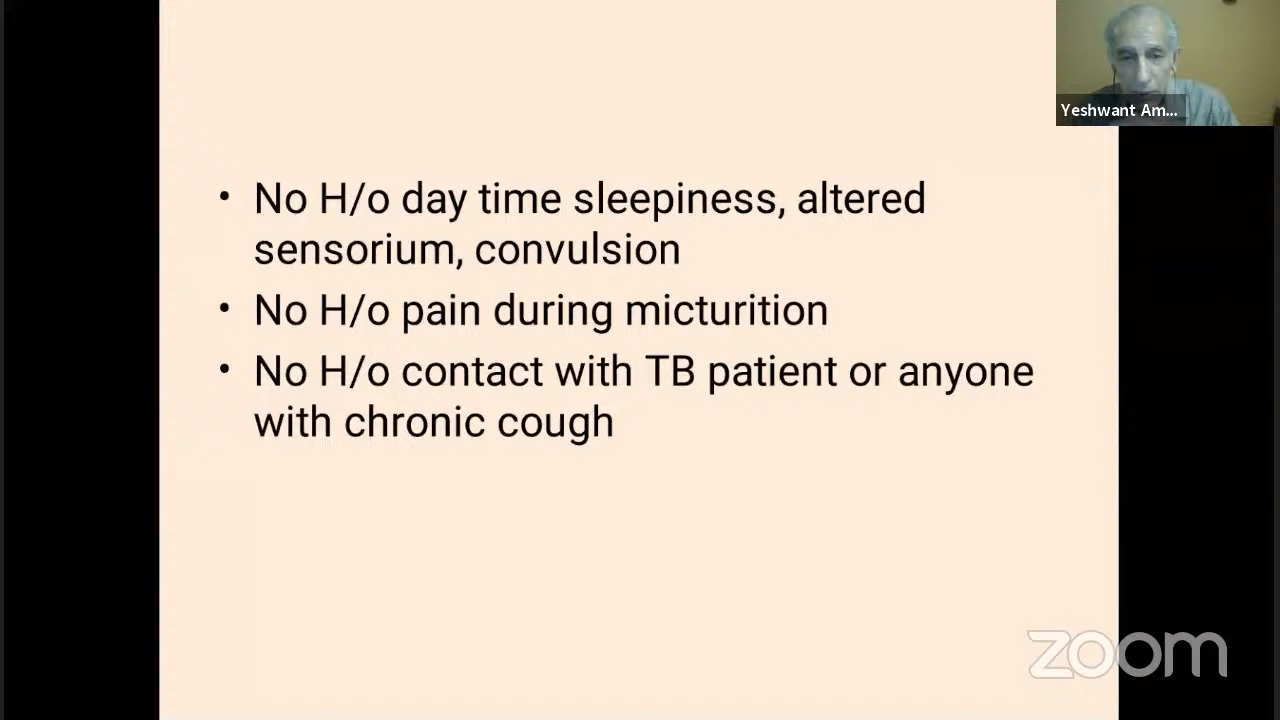 Yeshwant Am...
• No H/o day time sleepiness, altered
sensorium, convulsion
• No H/o pain during micturition
• No H/o contact with TB patient or anyone
with chronic cough
zoom